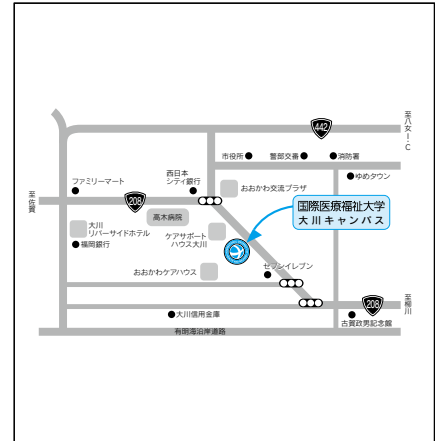 442
至八女I・C
市役所
警部交番
消防署
ゆめタウン
西日本
シティ銀行
おおかわ交流プラザ
ファミリーマート
208
至佐賀
高木病院
国際医療福祉大学
大川キャンパス
大川
リバーサイドホテル
福岡銀行
ケアサポート
ハウス大川
おおかわケアハウス
セブンイレブン
208
至柳川
大川信用金庫
古賀政男記念館
有明海沿岸道路